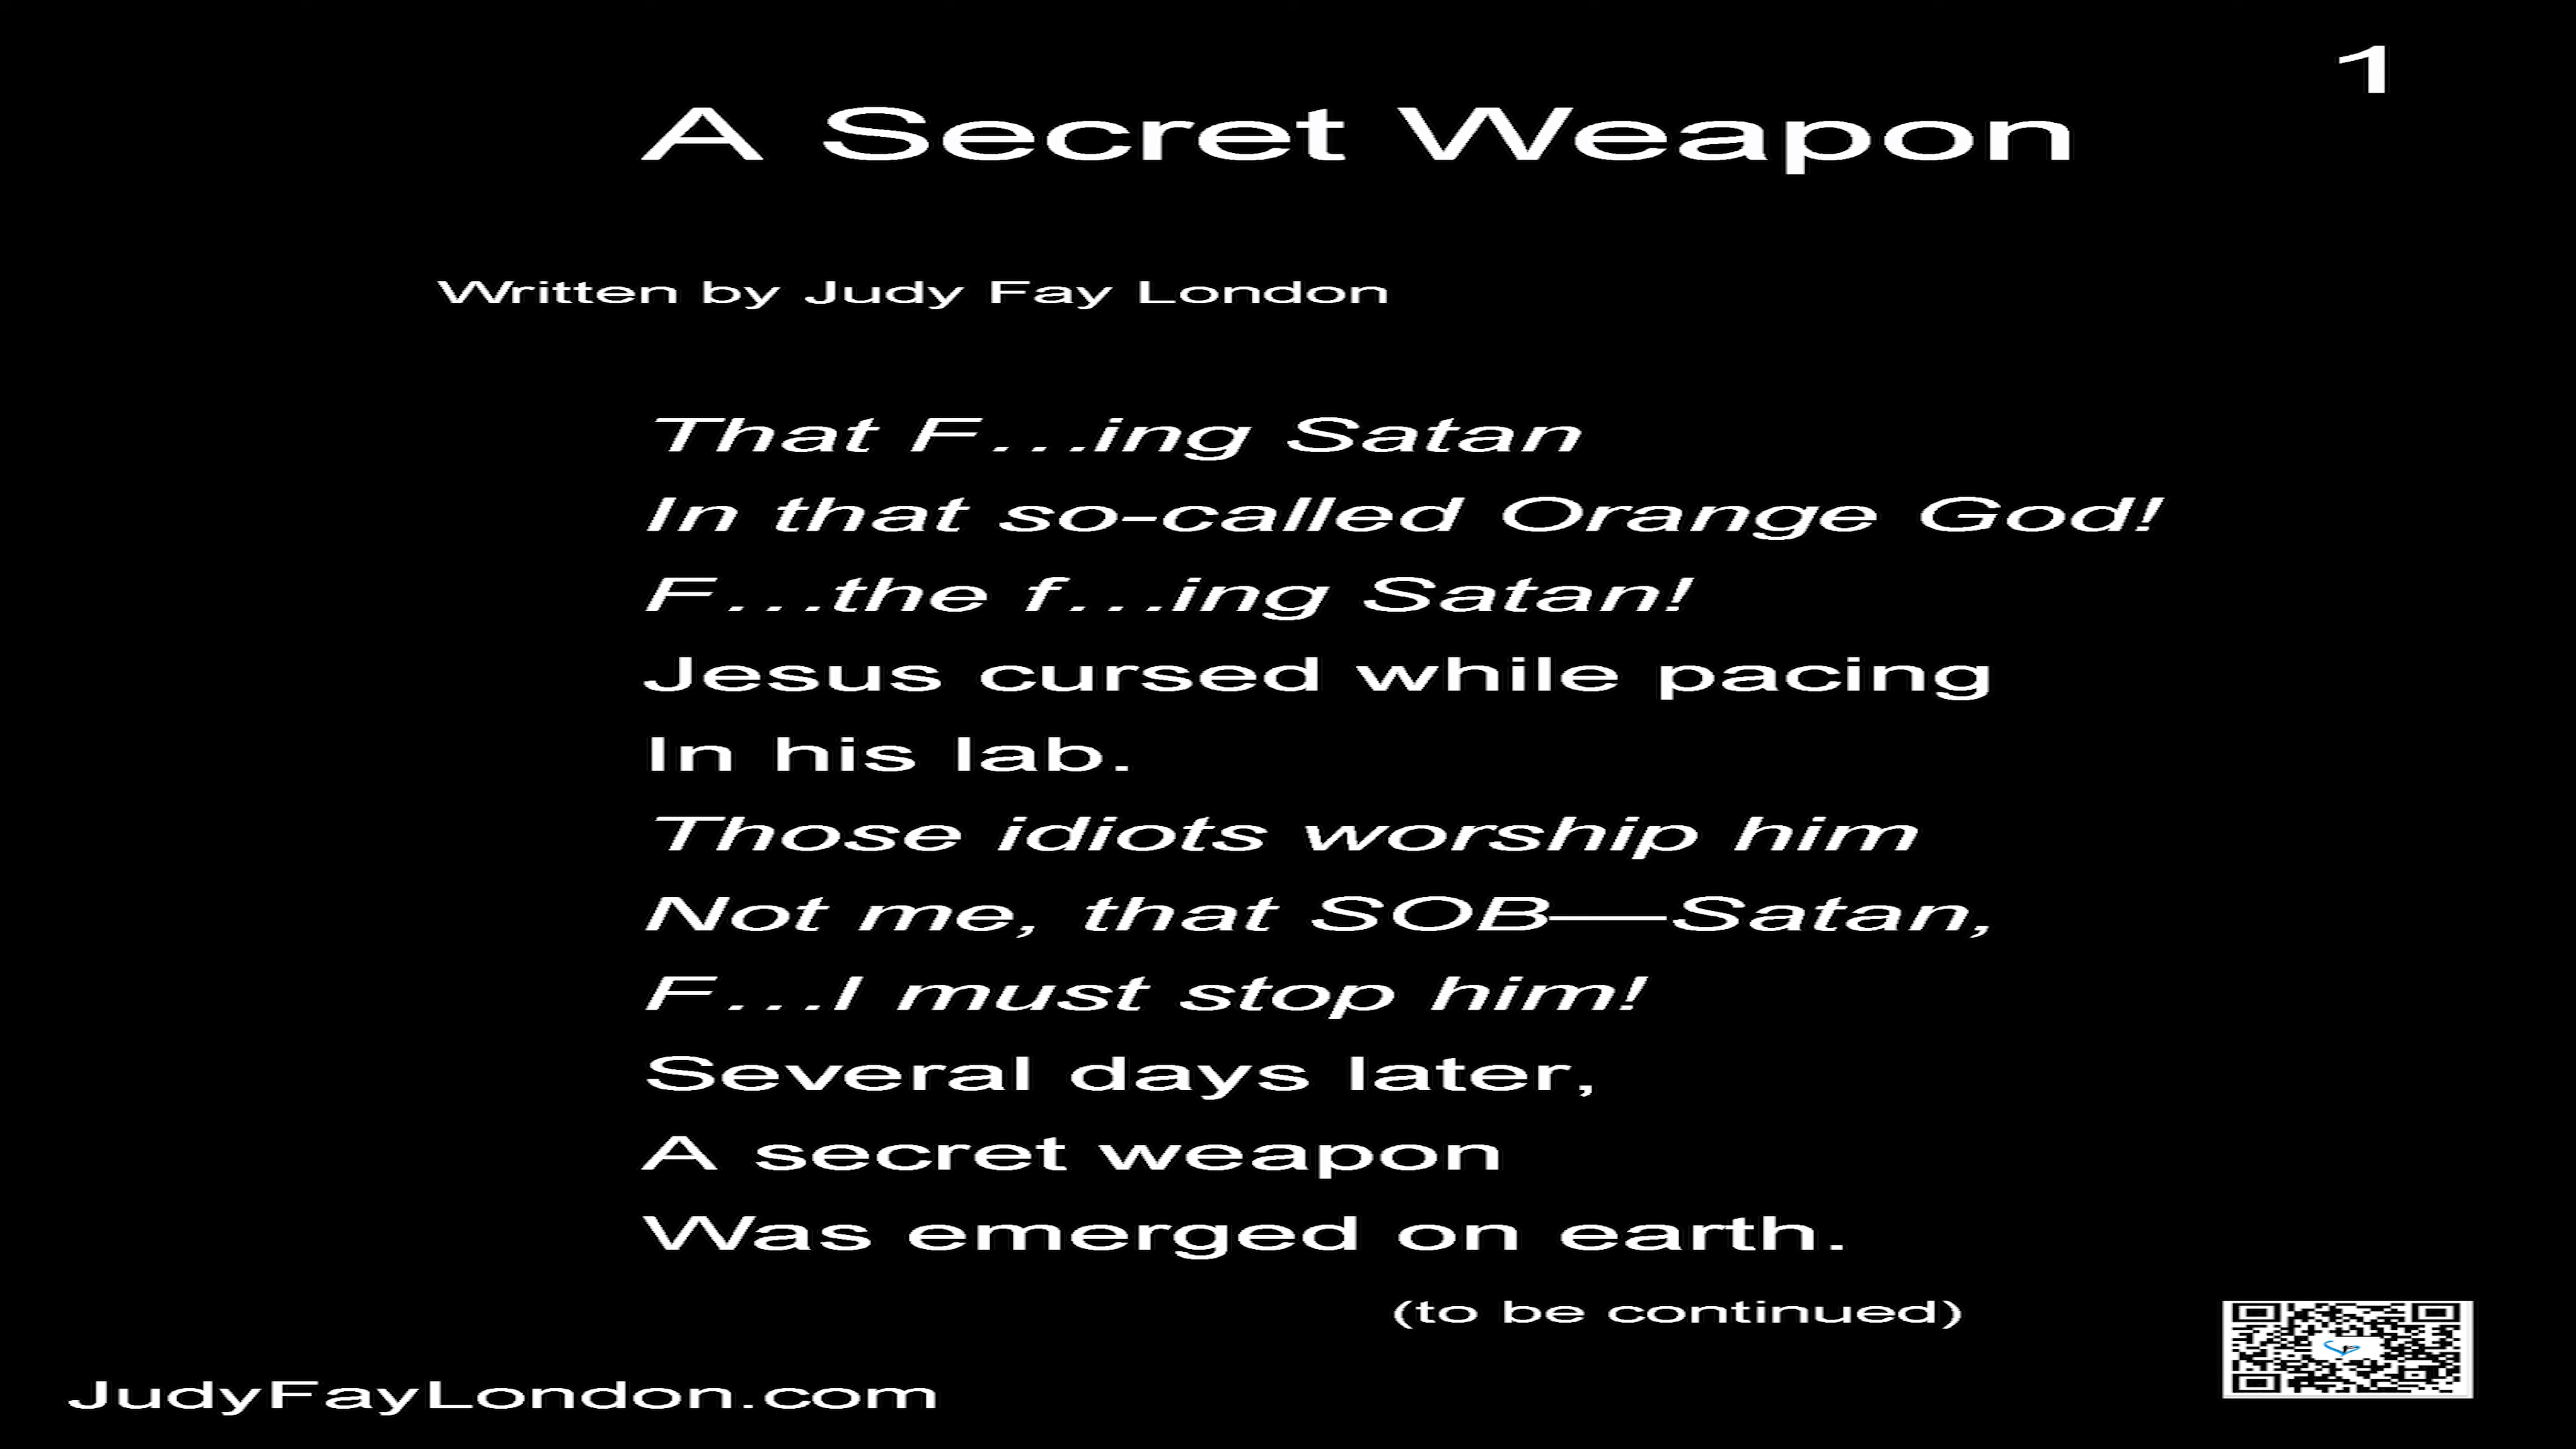 1
A Secret Weapon
Written by Judy Fay London
That F...ing Satan
In that so-called Orange God!
F...the f...ing Satan!
Jesus cursed while pacing
In his lab.
Those idiots worship him
Not me, that SOB—Satan,
F...I must stop him!
Several days later,
A secret weapon
Was emerged on earth.
(to be continued)
JudyFayLondon.com